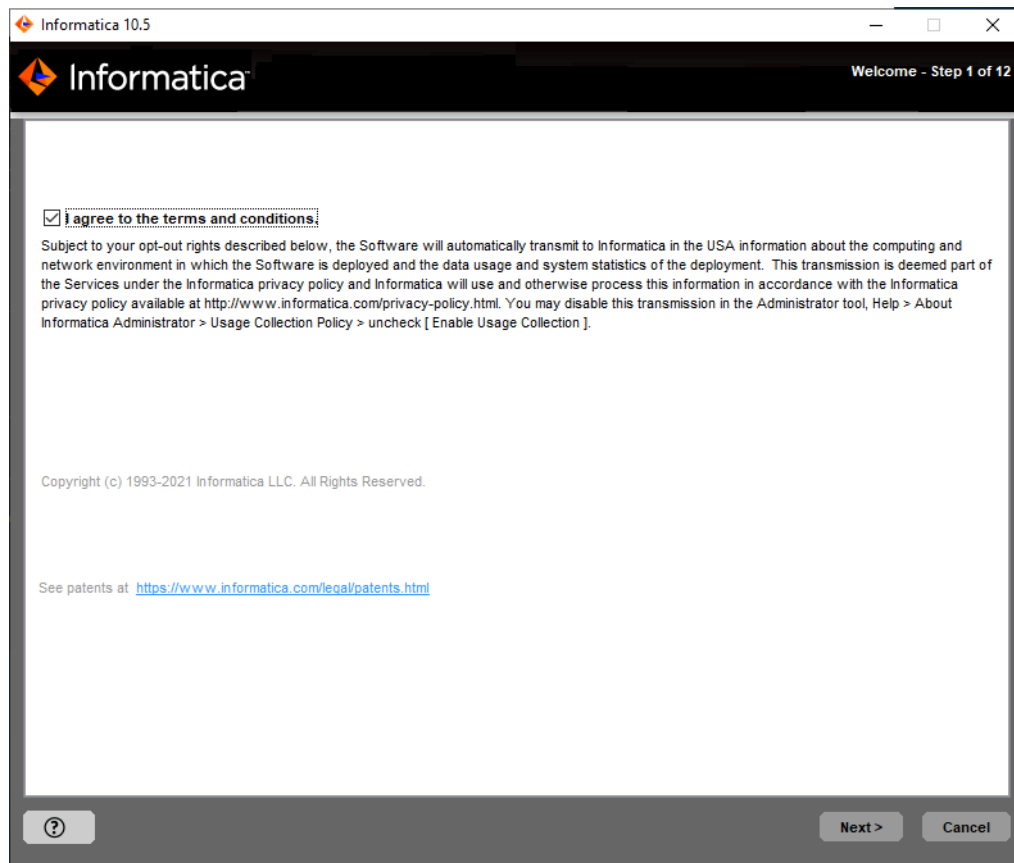 Informatica 10.5
Informatica
Welcome - Step 1 of 12
I agree to the terms and conditions.
Subject to your opt-out rights described below, the Software will automatically transmit to Informatica in the USA information about the computing and
network environment in which the Software is deployed and the data usage and system statistics of the deployment.  This transmission is deemed part of
the Services under the Informatica privacy policy and Informatica will use and otherwise process this information in accordance with the Informatica
privacy policy available at http://www.informatica.com/privacy-policy.html. You may disable this transmission in the Administrator tool, Help > About
Informatica Administrator > Usage Collection Policy > uncheck [ Enable Usage Collection ].
Copyright (c) 1993-2021 Informatica LLC. All Rights Reserved.
See patents at  https://www.informatica.com/legal/patents.html
Next >
Cancel